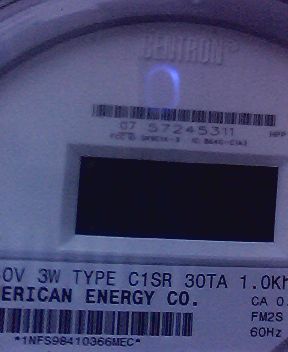 CENTRON
07 57245311
0V 3W TYPE C1SR 30TA 1.0Kh
ERICAN ENERGY CO.
CA 0.
FM2S
60Hz
*1NFS98410366MEC*